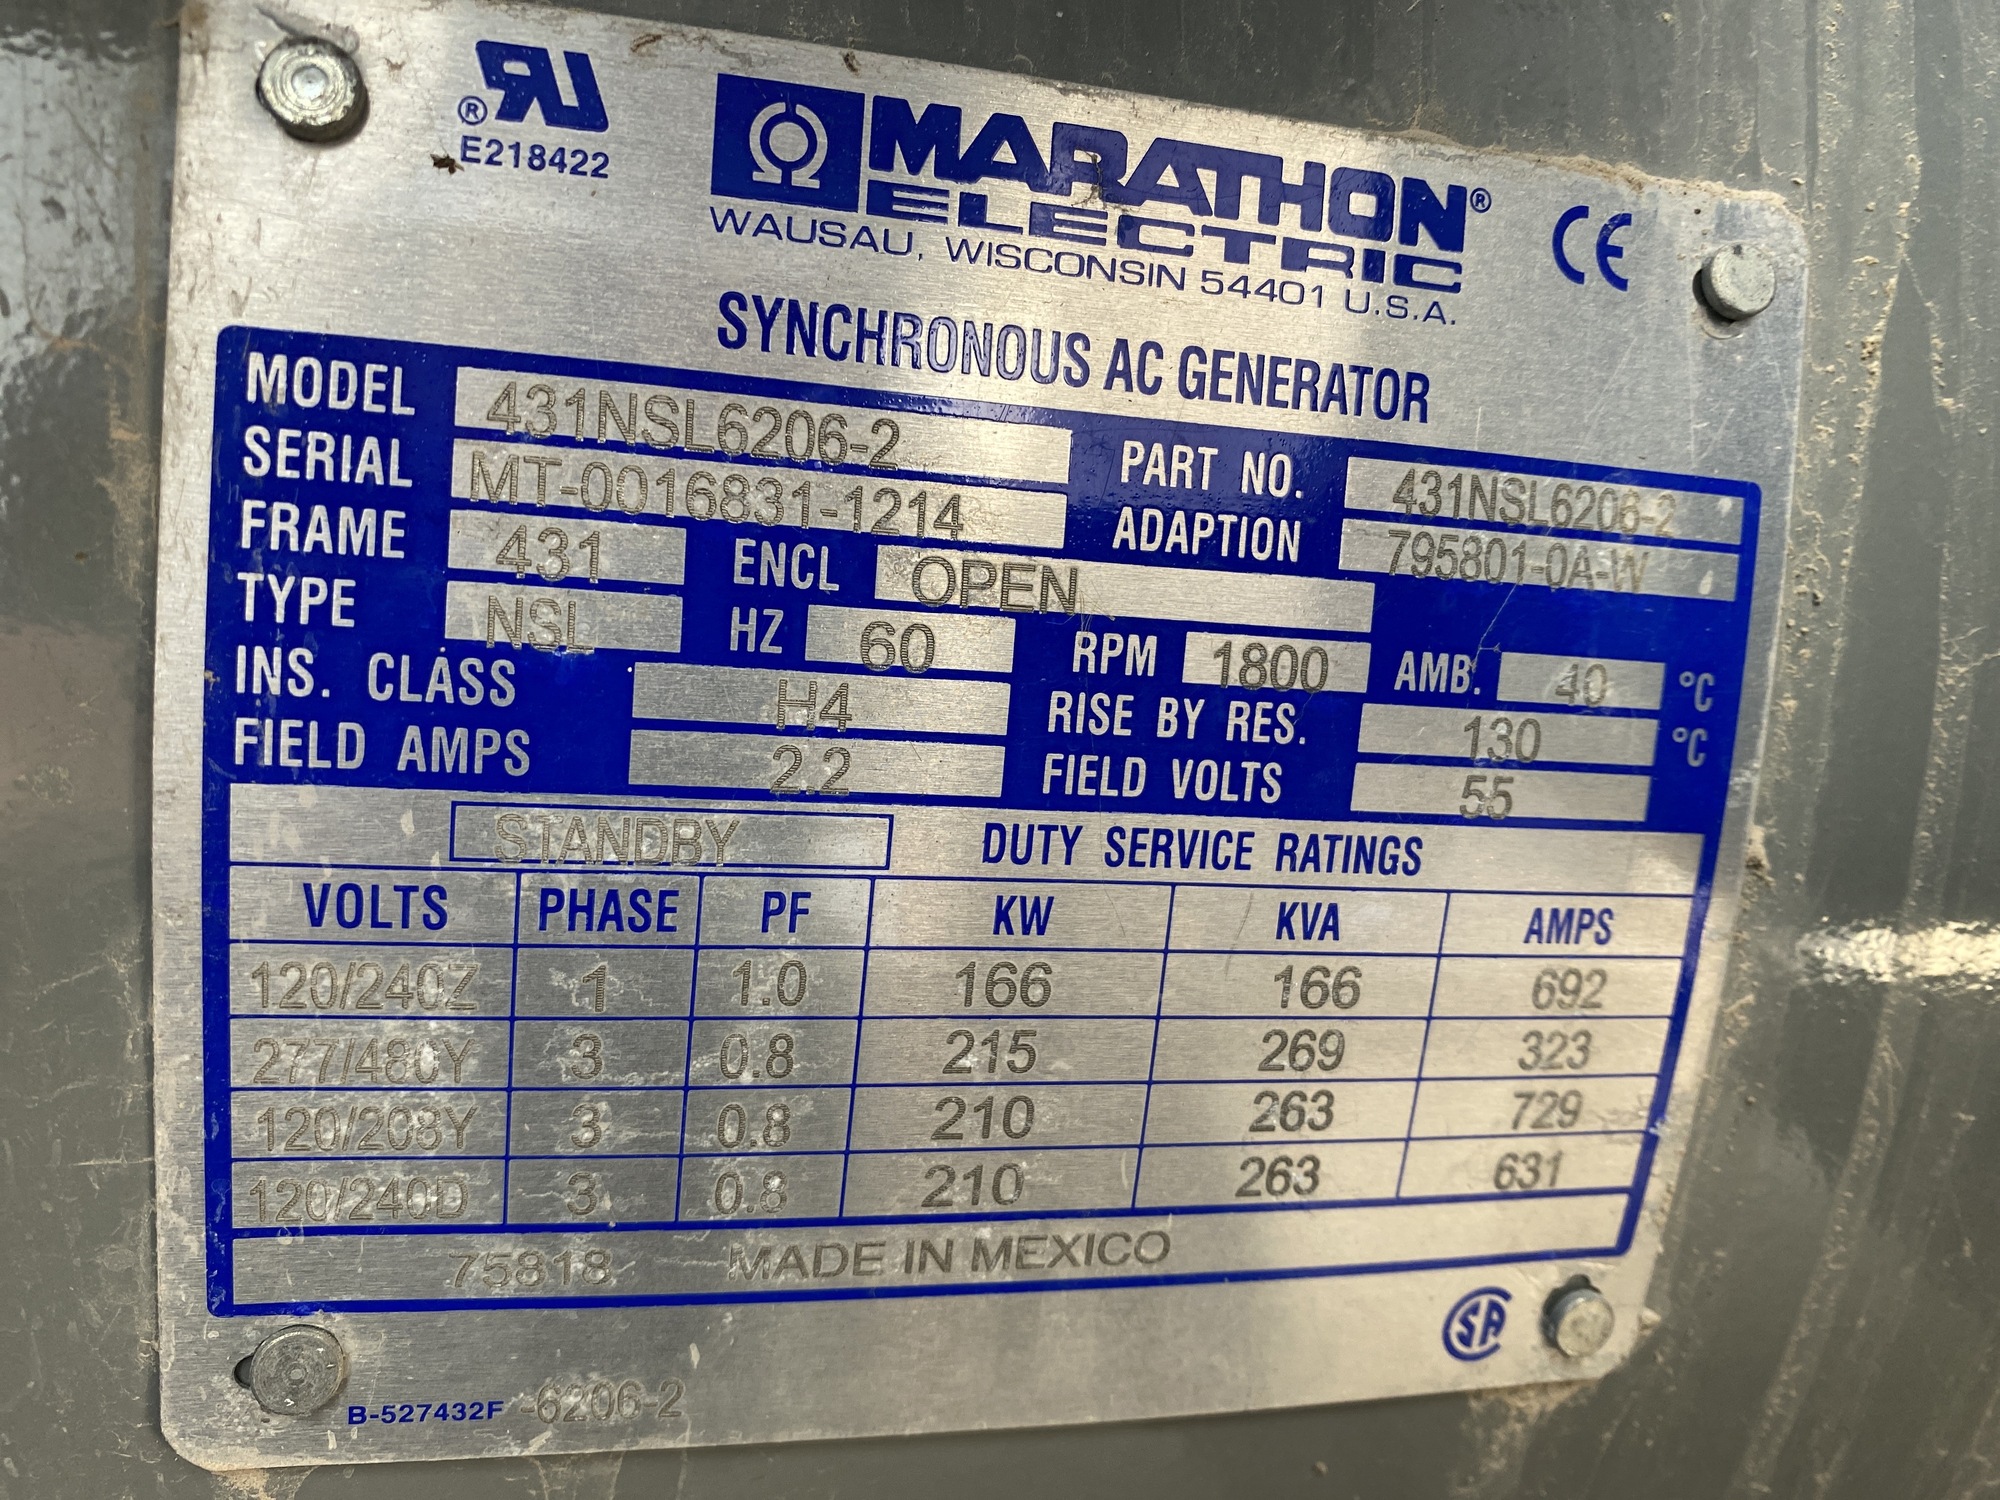 ® RU
E218422
MARATHON®
ELECTRIC
WAUSAU, WISCONSIN 54401 U.S.A.
CE
SYNCHRONOUS AC GENERATOR
MODEL 431NSL6206-2 PART NO. 431NSL6206-2
SERIAL MT-0016831-1214 ADAPTION 795801-0A-W
FRAME 431 ENCL OPEN
TYPE NSL HZ 60 RPM 1800 AMB. 40 °C
INS. CLASS H4 RISE BY RES. 130 °C
FIELD AMPS 2.2 FIELD VOLTS 55
STANDBY DUTY SERVICE RATINGS
VOLTS PHASE PF KW KVA AMPS
120/240Z 1 1.0 166 166 692
277/480Y 3 0.8 215 269 323
120/208Y 3 0.8 210 263 729
120/240D 3 0.8 210 263 631
75818 MADE IN MEXICO
SA
B-527432F -6206-2